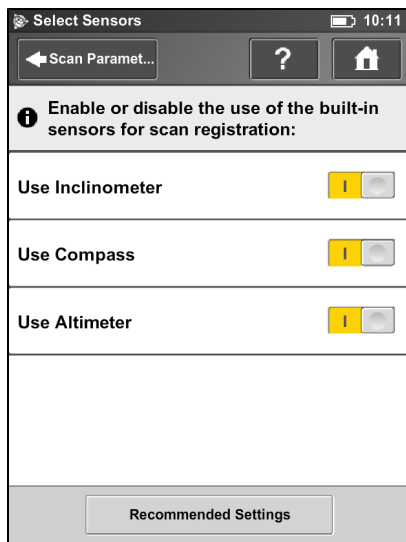 Select Sensors 10:11
Scan Paramet... ?
Enable or disable the use of the built-in
sensors for scan registration:
Use Inclinometer I
Use Compass I
Use Altimeter I
Recommended Settings